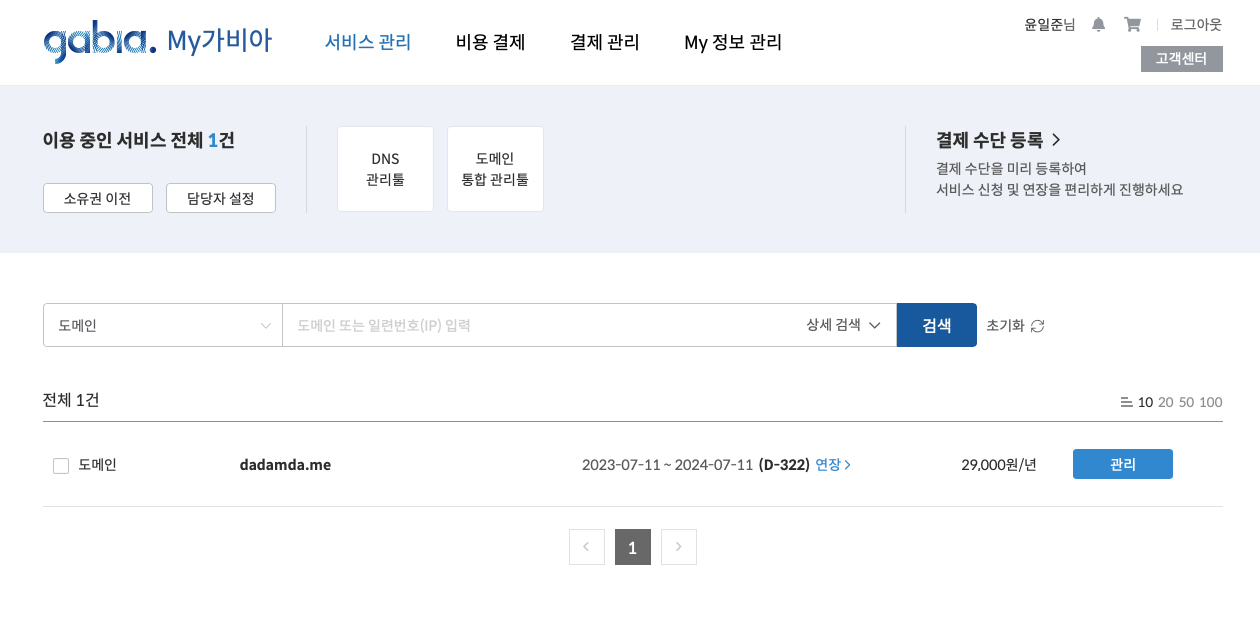 gabia. My가비아
서비스 관리
비용 결제
결제 관리
My 정보 관리
윤일준님
로그아웃
고객센터
이용 중인 서비스 전체 1건
소유권 이전
담당자 설정
DNS
관리툴
도메인
통합 관리툴
결제 수단 등록
결제 수단을 미리 등록하여
서비스 신청 및 연장을 편리하게 진행하세요
도메인
도메인 또는 일련번호(IP) 입력
상세 검색
검색
초기화
전체 1건
10 20 50 100
도메인
dadamda.me
2023-07-11 ~ 2024-07-11 (D-322) 연장
29,000원/년
관리
1